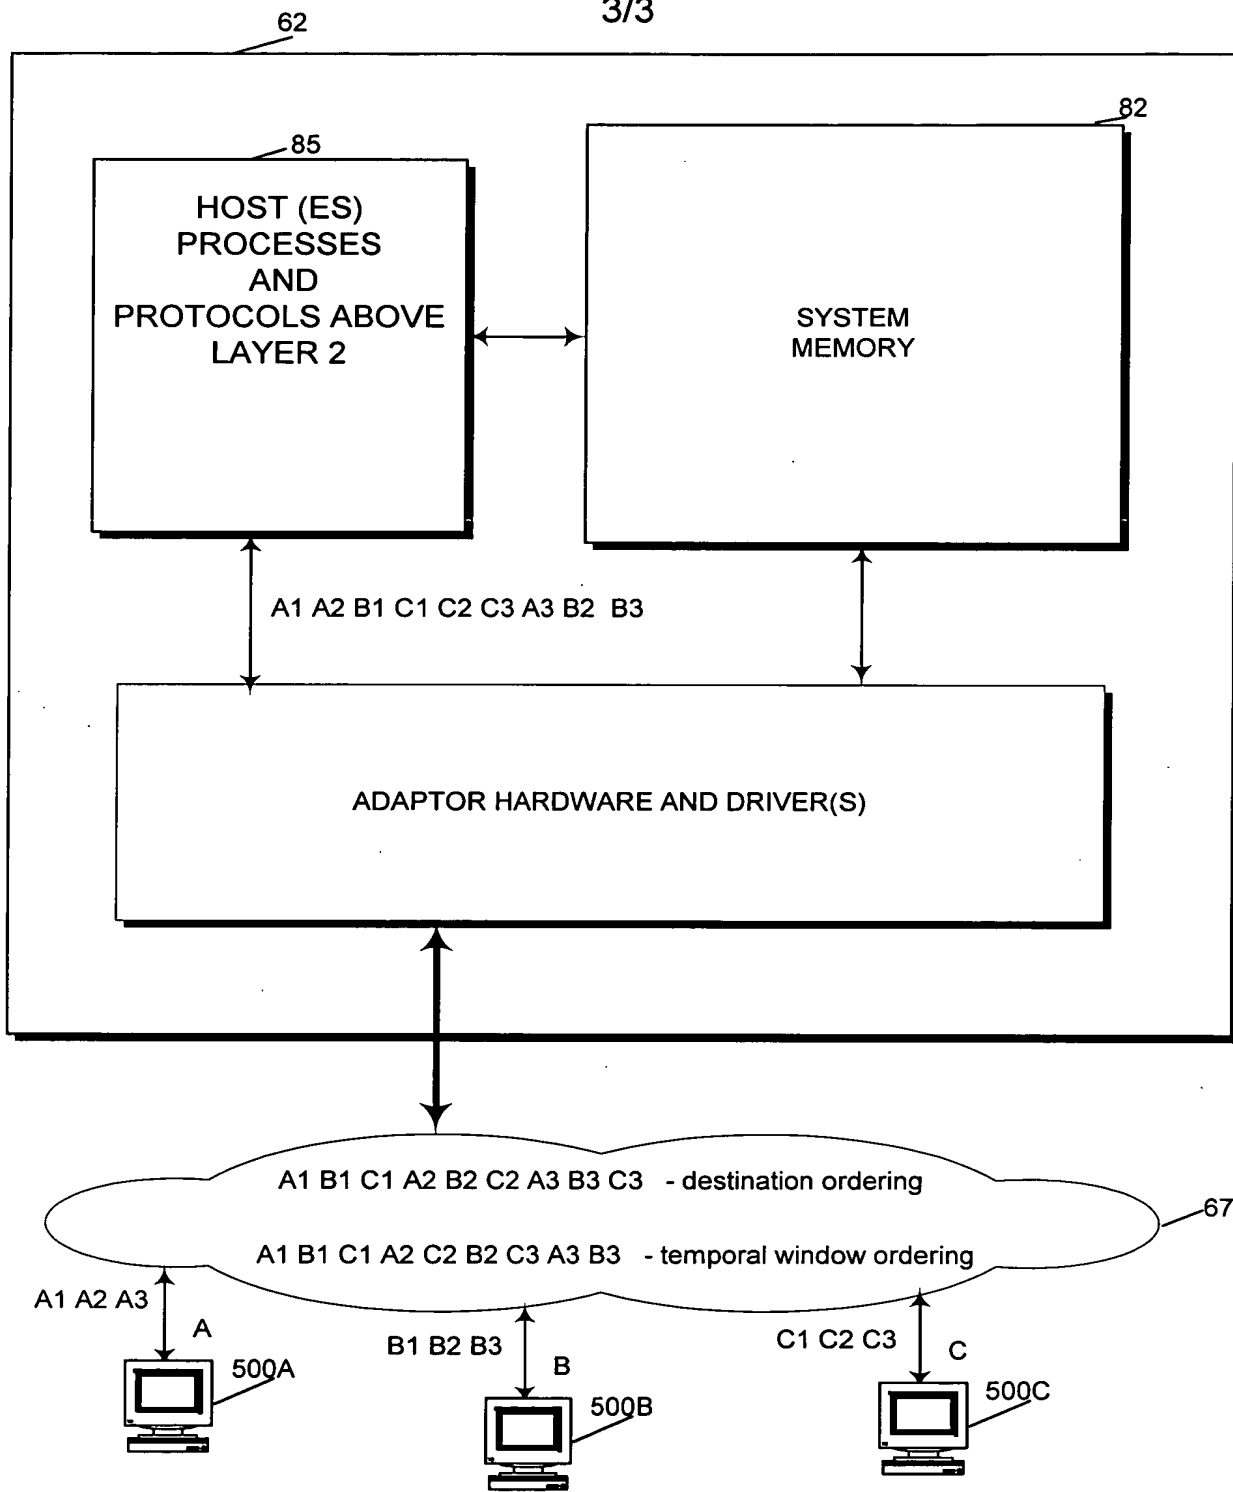 3/3
62
82
85
HOST (ES)
PROCESSES
AND
PROTOCOLS ABOVE
LAYER 2
SYSTEM
MEMORY
A1 A2 B1 C1 C2 C3 A3 B2 B3
ADAPTOR HARDWARE AND DRIVER(S)
A1 B1 C1 A2 B2 C2 A3 B3 C3 - destination ordering
67
A1 B1 C1 A2 C2 B2 C3 A3 B3 - temporal window ordering
A1 A2 A3
A
B1 B2 B3
B
C1 C2 C3
C
500A
500B
500C